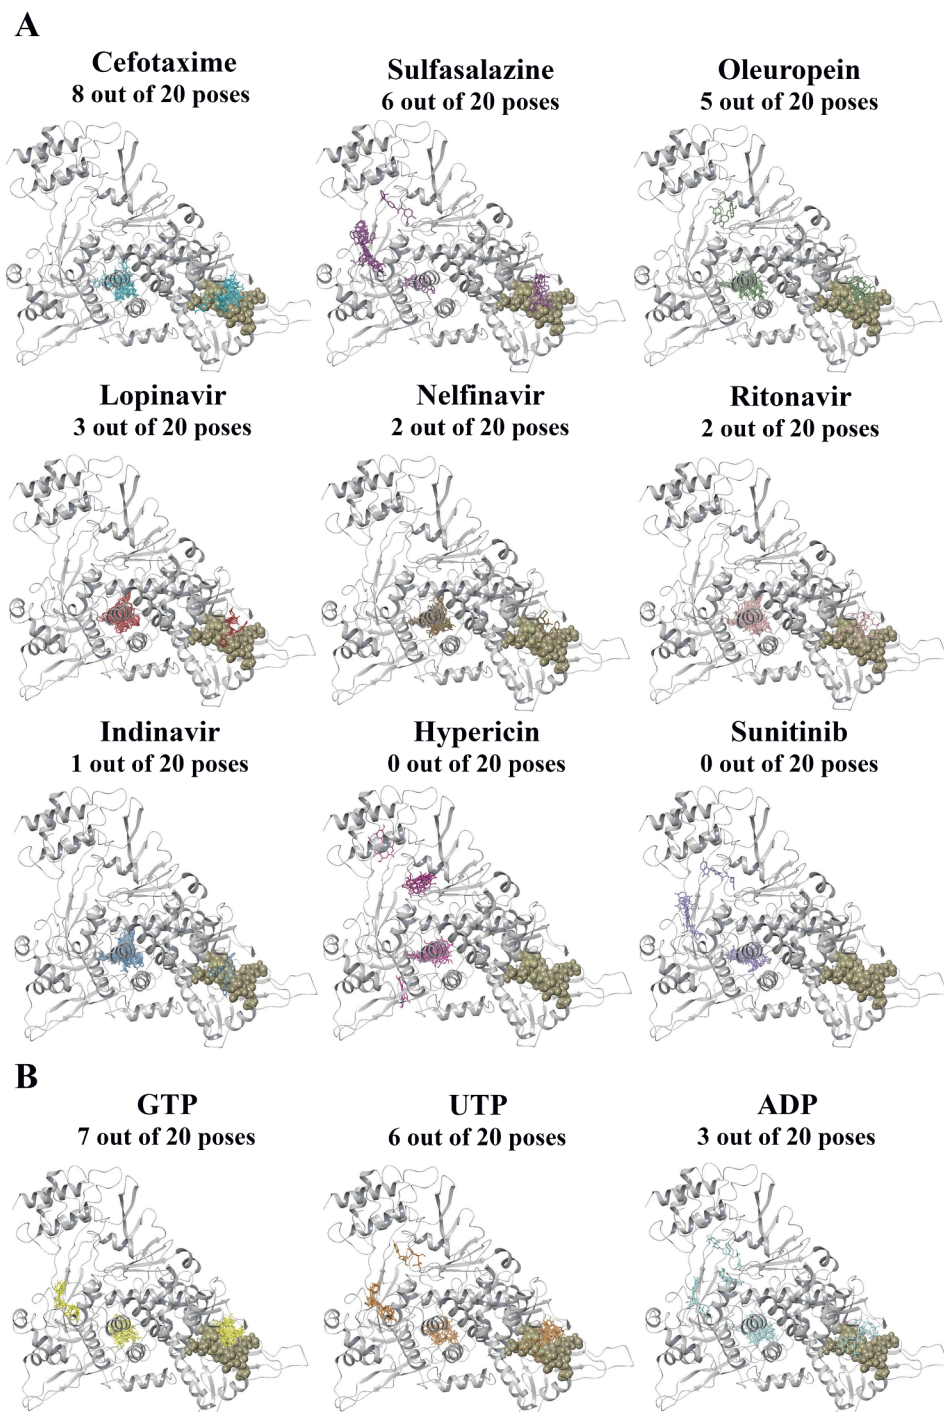 A
Cefotaxime
8 out of 20 poses
Sulfasalazine
6 out of 20 poses
Oleuropein
5 out of 20 poses
Lopinavir
3 out of 20 poses
Nelfinavir
2 out of 20 poses
Ritonavir
2 out of 20 poses
Indinavir
1 out of 20 poses
Hypericin
0 out of 20 poses
Sunitinib
0 out of 20 poses
B
GTP
7 out of 20 poses
UTP
6 out of 20 poses
ADP
3 out of 20 poses